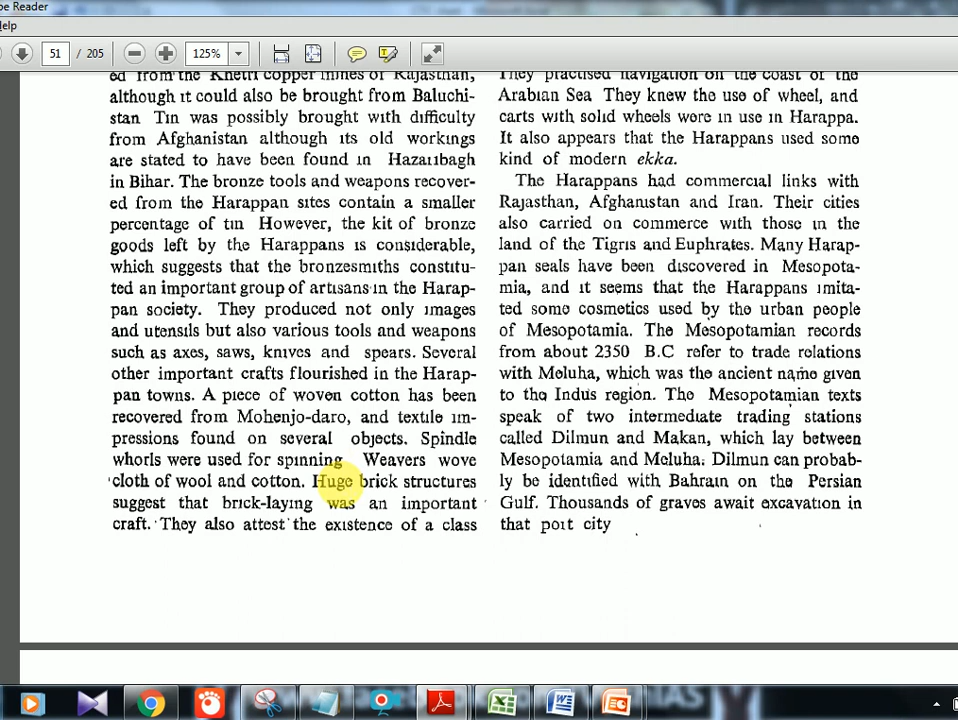 be Reader
Help
51 / 205
125%
ed from the Khetri copper mines of Rajasthan,
although it could also be brought from Baluchi-
stan Tin was possibly brought with difficulty
from Afghanistan although its old workings
are stated to have been found in Hazaribagh
in Bihar. The bronze tools and weapons recover-
ed from the Harappan sites contain a smaller
percentage of tin However, the kit of bronze
goods left by the Harappans is considerable,
which suggests that the bronzesmiths constitu-
ted an important group of artisans in the Harap-
pan society. They produced not only images
and utensils but also various tools and weapons
such as axes, saws, knives and spears. Several
other important crafts flourished in the Harap-
pan towns. A piece of woven cotton has been
recovered from Mohenjo-daro, and textile im-
pressions found on several objects. Spindle
whorls were used for spinning Weavers wove
cloth of wool and cotton. Huge brick structures
suggest that brick-laying was an important
craft. They also attest the existence of a class
They practised navigation on the coast of the
Arabian Sea They knew the use of wheel, and
carts with solid wheels were in use in Harappa.
It also appears that the Harappans used some
kind of modern ekka.
The Harappans had commercial links with
Rajasthan, Afghanistan and Iran. Their cities
also carried on commerce with those in the
land of the Tigris and Euphrates. Many Harap-
pan seals have been discovered in Mesopota-
mia, and it seems that the Harappans imita-
ted some cosmetics used by the urban people
of Mesopotamia. The Mesopotamian records
from about 2350 B.C refer to trade relations
with Meluha, which was the ancient name given
to the Indus region. The Mesopotamian texts
speak of two intermediate trading stations
called Dilmun and Makan, which lay between
Mesopotamia and Meluha. Dilmun can probab-
ly be identified with Bahrain on the Persian
Gulf. Thousands of graves await excavation in
that port city